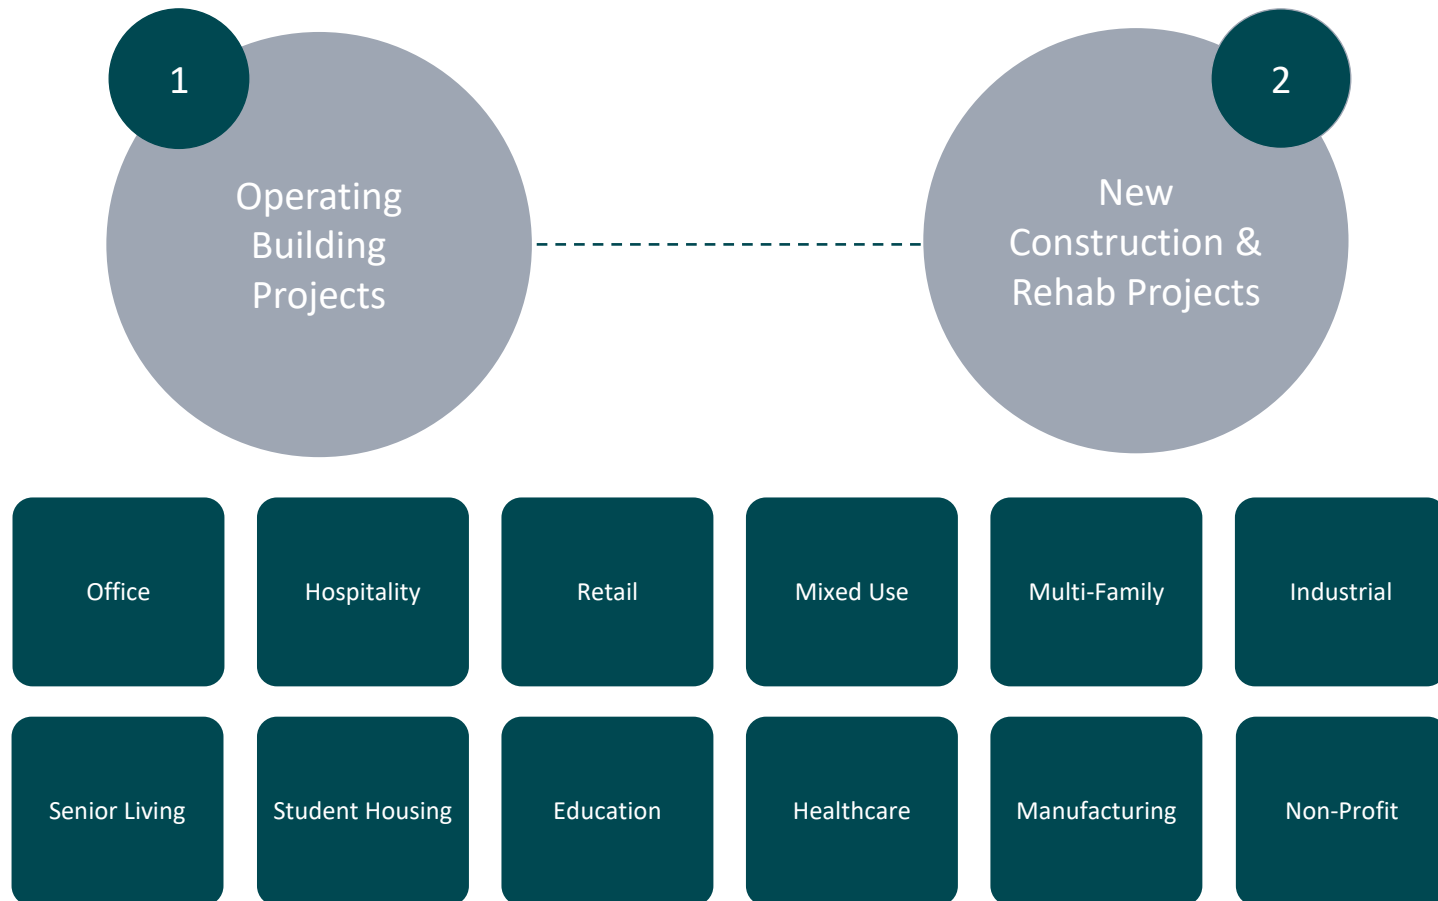 1
Operating
Building
Projects
2
New
Construction &
Rehab Projects
Office
Hospitality
Retail
Mixed Use
Multi-Family
Industrial
Senior Living
Student Housing
Education
Healthcare
Manufacturing
Non-Profit